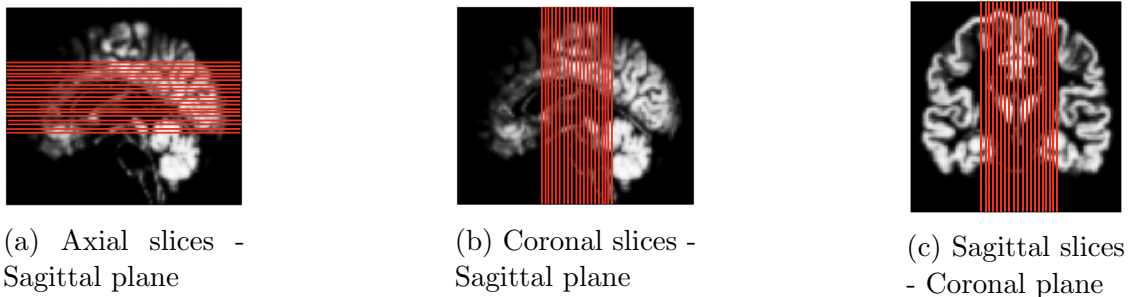 (a) Axial slices -
Sagittal plane
(b) Coronal slices -
Sagittal plane
(c) Sagittal slices
- Coronal plane